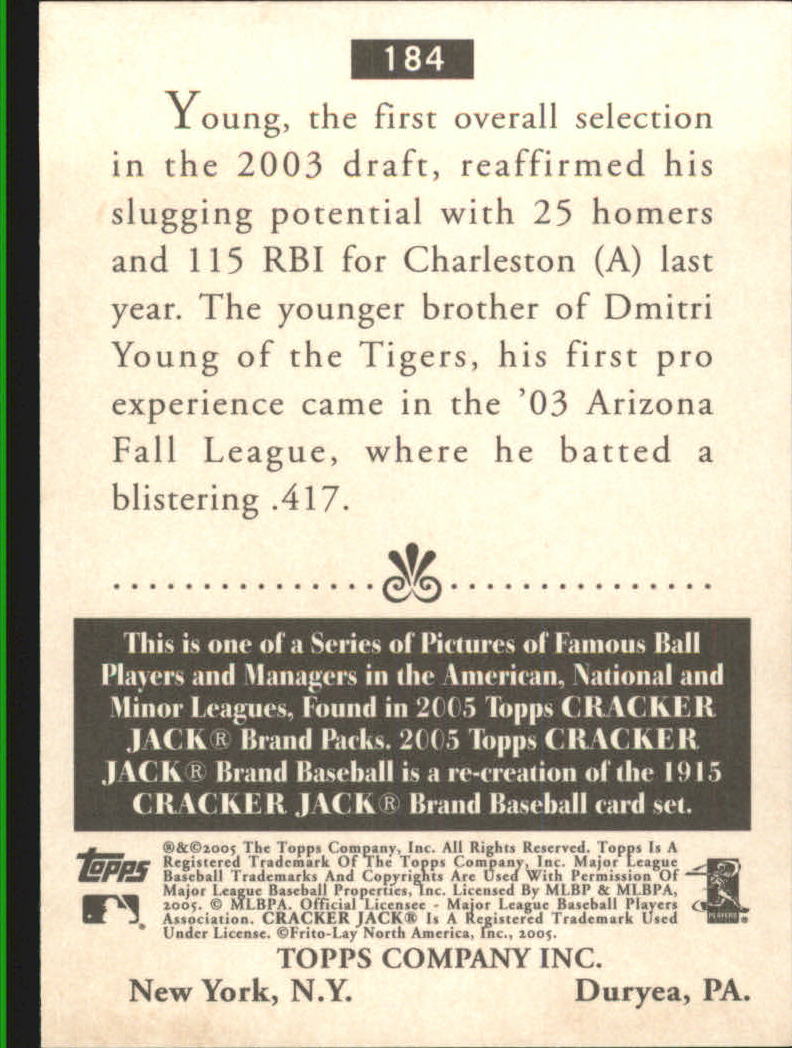 184
Young, the first overall selection
in the 2003 draft, reaffirmed his
slugging potential with 25 homers
and 115 RBI for Charleston (A) last
year. The younger brother of Dmitri
Young of the Tigers, his first pro
experience came in the '03 Arizona
Fall League, where he batted a
blistering .417.
This is one of a Series of Pictures of Famous Ball
Players and Managers in the American, National and
Minor Leagues, Found in 2005 Topps CRACKER
JACK® Brand Packs. 2005 Topps CRACKER
JACK® Brand Baseball is a re-creation of the 1915
CRACKER JACK® Brand Baseball card set.
Topps
®&©2005 The Topps Company, Inc. All Rights Reserved. Topps Is A
Registered Trademark Of The Topps Company, Inc. Major League
Baseball Trademarks And Copyrights Are Used With Permission Of
Major League Baseball Properties, Inc. Licensed By MLBP & MLBPA,
2005. © MLBPA. Official Licensee - Major League Baseball Players
Association. CRACKER JACK® Is A Registered Trademark Used
Under License. ©Frito-Lay North America, Inc., 2005.
PLAYERS
TOPPS COMPANY INC.
New York, N.Y. Duryea, PA.